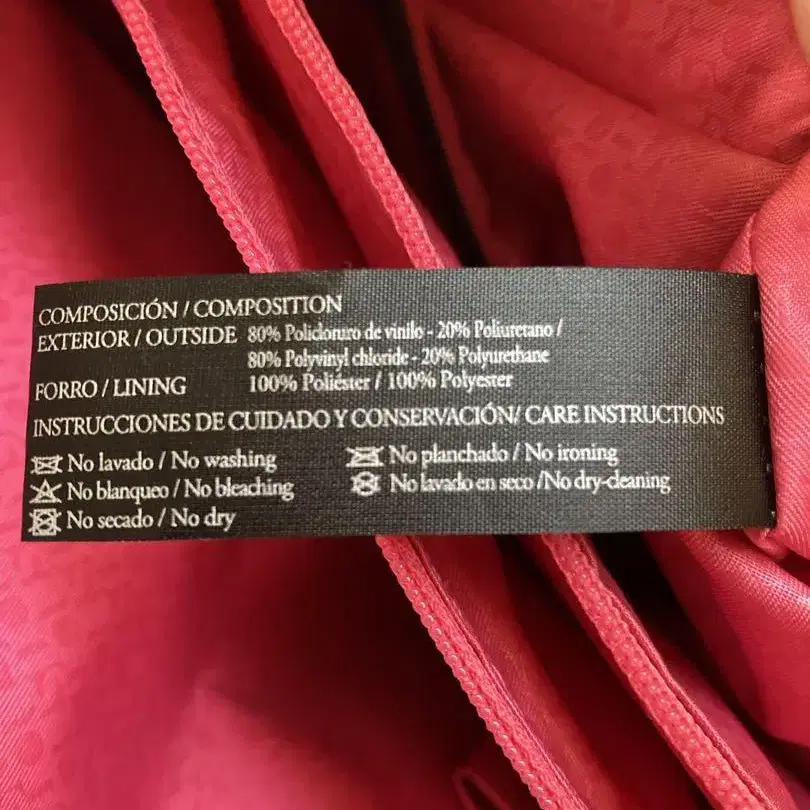 COMPOSICIÓN / COMPOSITION
EXTERIOR / OUTSIDE 80% Policloruro de vinilo - 20% Poliuretano /
80% Polyvinyl chloride - 20% Polyurethane
FORRO / LINING 100% Poliéster / 100% Polyester
INSTRUCCIONES DE CUIDADO Y CONSERVACIÓN/ CARE INSTRUCTIONS
No lavado / No washing No planchado / No ironing
No blanqueo / No bleaching No lavado en seco /No dry-cleaning
No secado / No dry